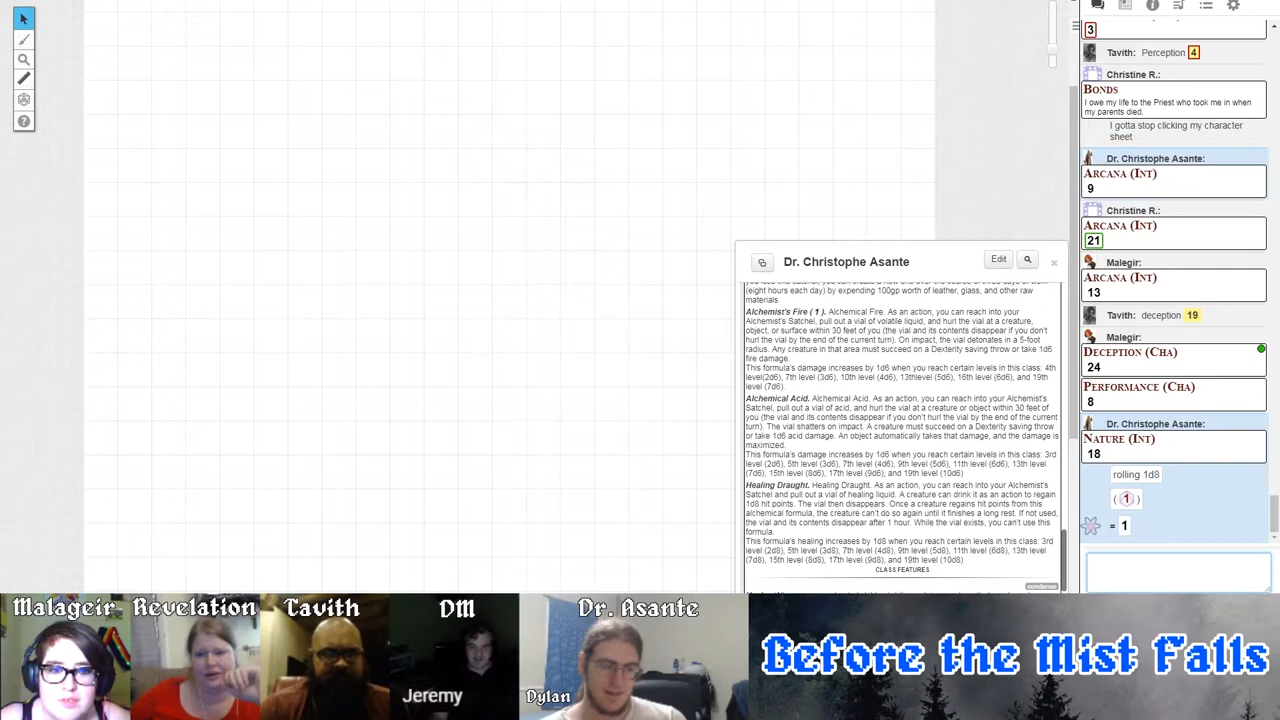 3
Tavith: Perception 4
Christine R.:
BONDS
I owe my life to the Priest who took me in when
my parents died.
I gotta stop clicking my character
sheet
Dr. Christophe Asante:
ARCANA (INT)
9
Christine R.:
ARCANA (INT)
21
Malegir:
ARCANA (INT)
13
Tavith: deception 19
Malegir:
DECEPTION (CHA)
24
PERFORMANCE (CHA)
8
Dr. Christophe Asante:
NATURE (INT)
18
rolling 1d8
( 1 )
= 1
Dr. Christophe Asante
Edit
(eight hours each day) by expending 100gp worth of leather, glass, and other raw
materials.
Alchemist's Fire ( 1 ). Alchemical Fire. As an action, you can reach into your
Alchemist's Satchel, pull out a vial of volatile liquid, and hurl the vial at a creature,
object, or surface within 30 feet of you (the vial and its contents disappear if you don't
hurl the vial by the end of the current turn). On impact, the vial detonates in a 5-foot
radius. Any creature in that area must succeed on a Dexterity saving throw or take 1d6
fire damage.
This formula's damage increases by 1d6 when you reach certain levels in this class: 4th
level(2d6), 7th level (3d6), 10th level (4d6), 13thlevel (5d6), 16th level (6d6), and 19th
level (7d6).
Alchemical Acid. Alchemical Acid. As an action, you can reach into your Alchemist's
Satchel, pull out a vial of acid, and hurl the vial at a creature or object within 30 feet of
you (the vial and its contents disappear if you don't hurl the vial by the end of the current
turn). The vial shatters on impact. A creature must succeed on a Dexterity saving throw
or take 1d6 acid damage. An object automatically takes that damage, and the damage is
maximized.
This formula's damage increases by 1d6 when you reach certain levels in this class: 3rd
level (2d6), 5th level (3d6), 7th level (4d6), 9th level (5d6), 11th level (6d6), 13th level
(7d6), 15th level (8d6), 17th level (9d6), and 19th level (10d6)
Healing Draught. Healing Draught. As an action, you can reach into your Alchemist's
Satchel and pull out a vial of healing liquid. A creature can drink it as an action to regain
1d8 hit points. The vial then disappears. Once a creature regains hit points from this
alchemical formula, the creature can't do so again until it finishes a long rest. If not used,
the vial and its contents disappear after 1 hour. While the vial exists, you can't use this
formula.
This formula's healing increases by 1d8 when you reach certain levels in this class: 3rd
level (2d8), 5th level (3d8), 7th level (4d8), 9th level (5d8), 11th level (6d8), 13th level
(7d8), 15th level (8d8), 17th level (9d8), and 19th level (10d8)
CLASS FEATURES
condense
Malageir
Revelation
Tavith
DM
Dr. Asante
Jeremy
Dylan
Before the Mist Falls